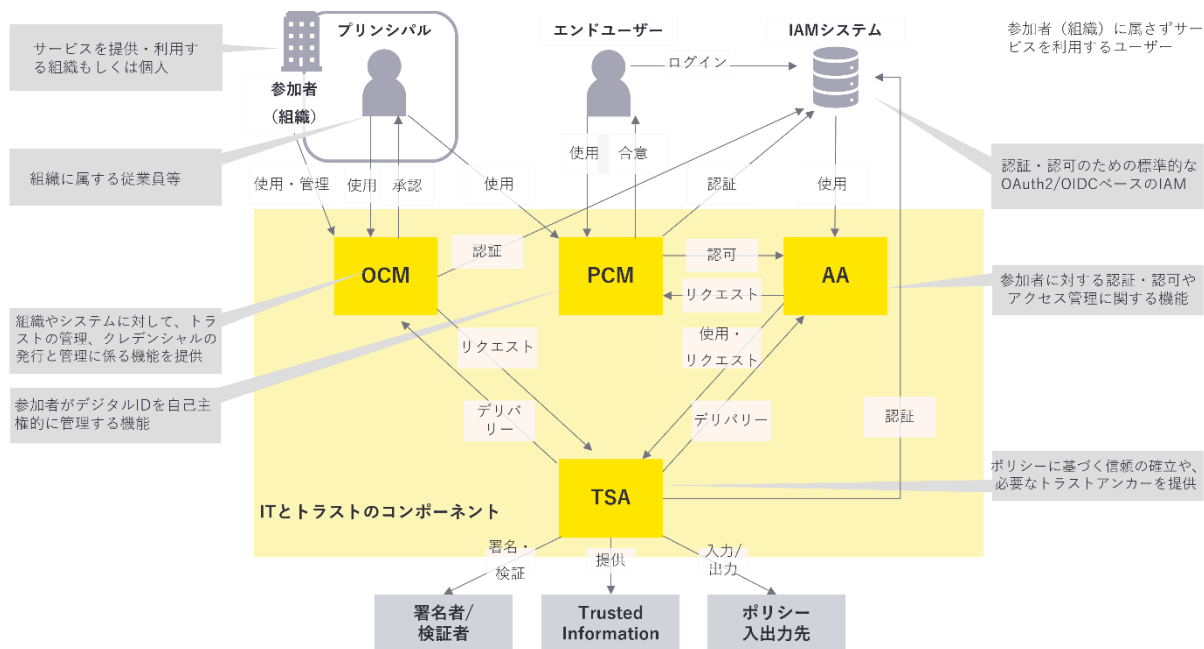 サービスを提供・利用す
る組織もしくは個人
プリンシパル
参加者
（組織）
エンドユーザー
IAMシステム
参加者（組織）に属さずサー
ビスを利用するユーザー
ログイン
組織に属する従業員等
使用・管理
使用
承認
使用
使用
合意
認証
使用
認証・認可のための標準的な
OAuth2/OIDCベースのIAM
認証
OCM
PCM
AA
認可
リクエスト
参加者に対する認証・認可や
アクセス管理に関する機能
組織やシステムに対して、トラ
ストの管理、クレデンシャルの
発行と管理に係る機能を提供
リクエスト
使用・
リクエスト
参加者がデジタルIDを自己主
権的に管理する機能
デリバ
リー
デリバリー
認証
TSA
ポリシーに基づく信頼の確立や、
必要なトラストアンカーを提供
ITとトラストのコンポーネント
署名・
検証
提供
入力/
出力
署名者/
検証者
Trusted
Information
ポリシー
入出力先